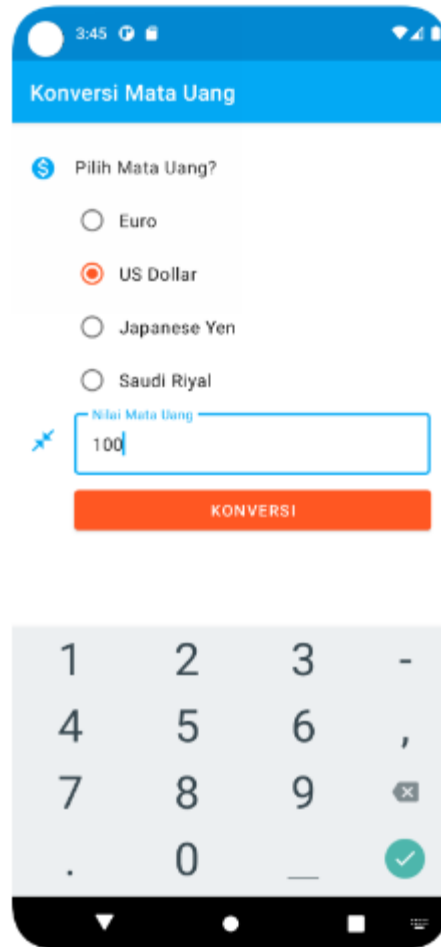 3:45
Konversi Mata Uang
Pilih Mata Uang?
Euro
US Dollar
Japanese Yen
Saudi Riyal
Nilai Mata Uang
100
KONVERSI
1 2 3 -
4 5 6 ,
7 8 9
. 0 _